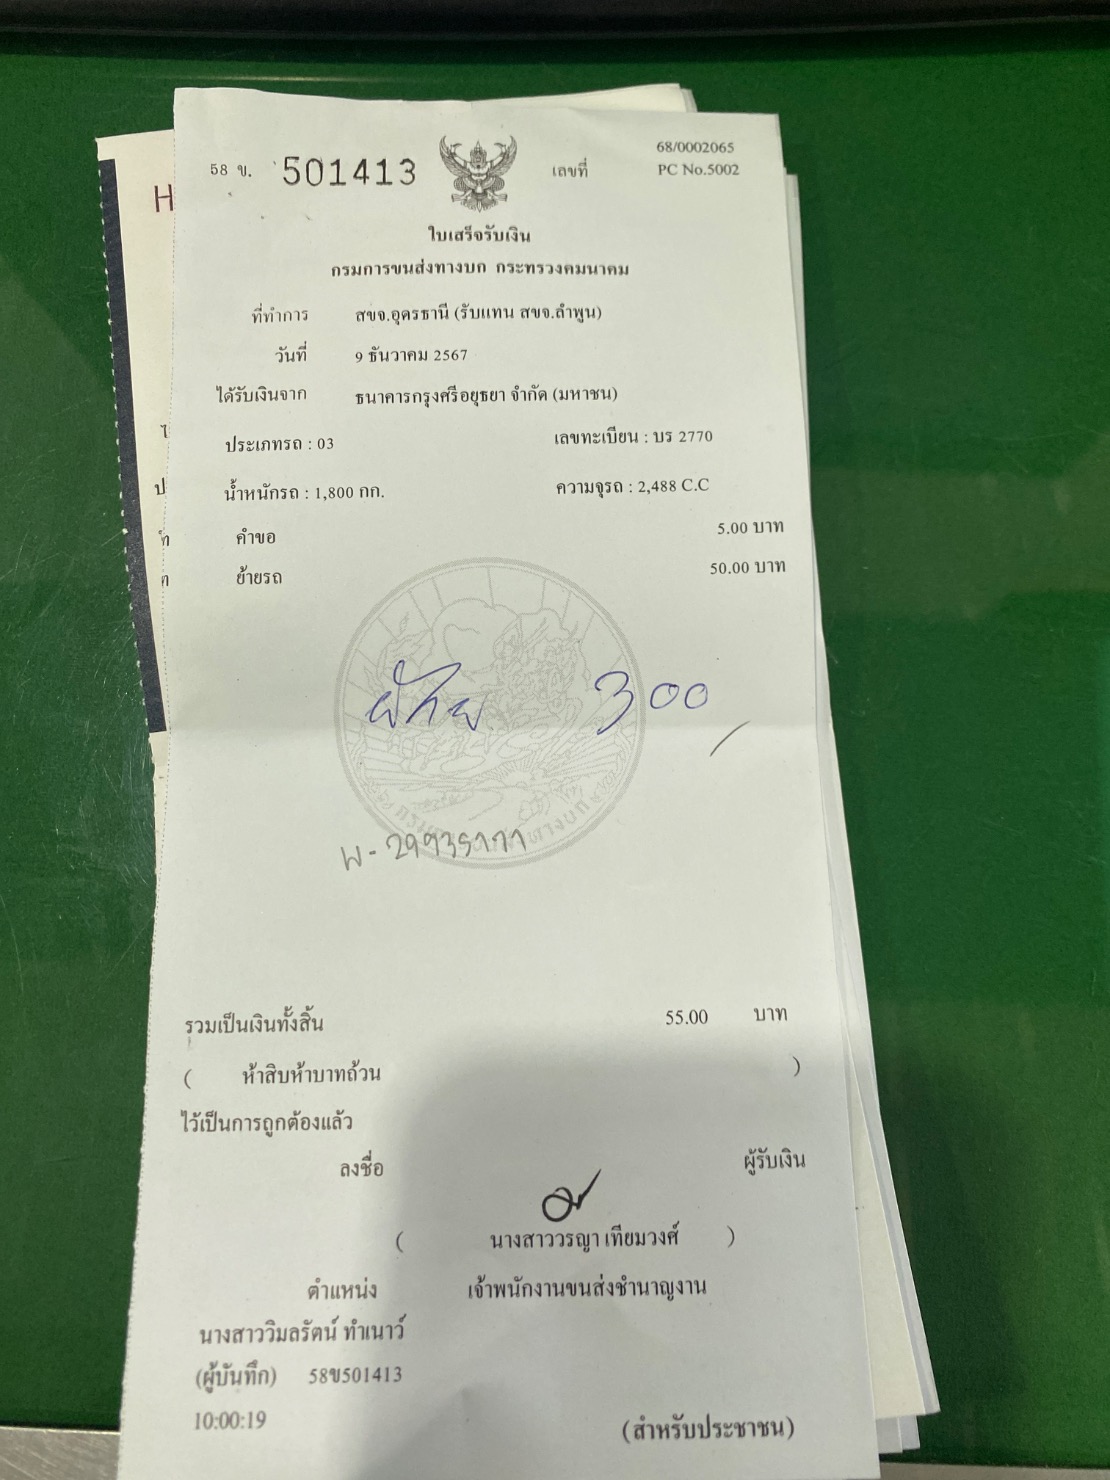 58 ข. 501413 เลขที่ 68/0002065
PC No.5002
ใบเสร็จรับเงิน
กรมการขนส่งทางบก กระทรวงคมนาคม
ที่ทำการ สขจ.อุดรธานี (รับแทน สขจ.ลำพูน)
วันที่ 9 ธันวาคม 2567
ได้รับเงินจาก ธนาคารกรุงศรีอยุธยา จำกัด (มหาชน)
ประเภทรถ : 03 เลขทะเบียน : บร 2770
น้ำหนักรถ : 1,800 กก. ความจุรถ : 2,488 C.C
คำขอ 5.00 บาท
ย้ายรถ 50.00 บาท
300
รวมเป็นเงินทั้งสิ้น 55.00 บาท
( ห้าสิบห้าบาทถ้วน )
ไว้เป็นการถูกต้องแล้ว
ลงชื่อ ผู้รับเงิน
( นางสาววรญา เทียมวงศ์ )
ตำแหน่ง เจ้าพนักงานขนส่งชำนาญงาน
นางสาววิมลรัตน์ ทำเนาว์
(ผู้บันทึก) 58ข501413
10:00:19
(สำหรับประชาชน)